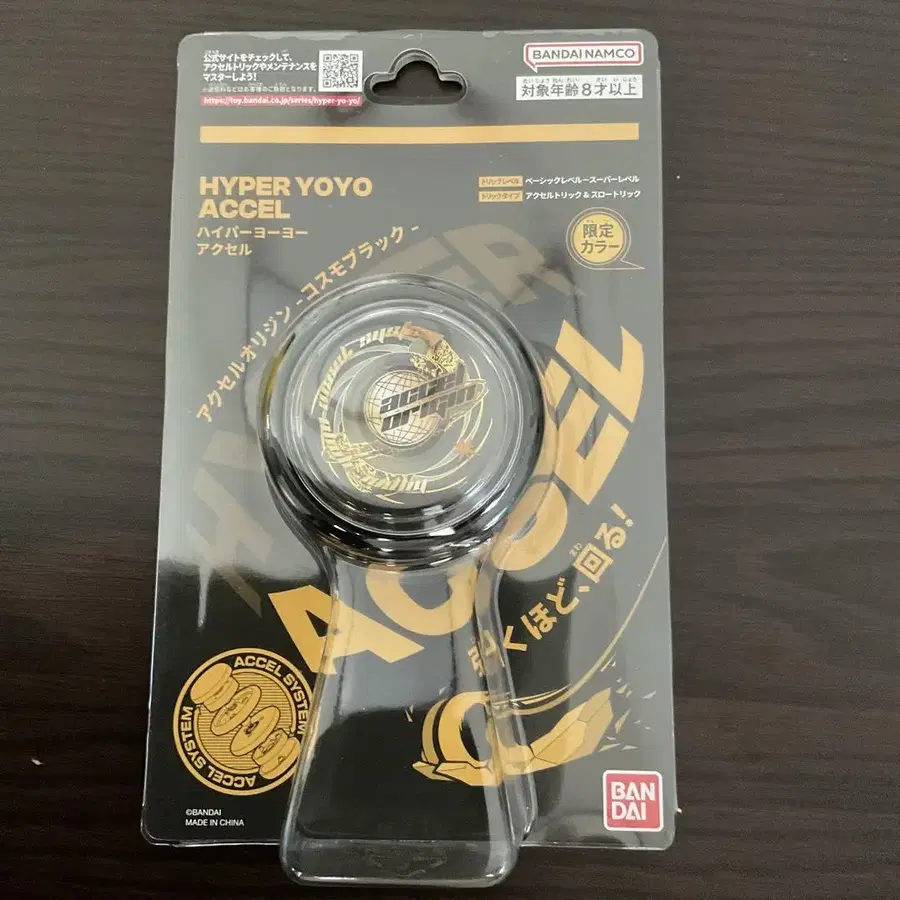 公式サイトをチェックして、
アクセルトリックやメンテナンスを
マスターしよう!
https://toy.bandai.co.jp/series/hyper-yo-yo/
BANDAI NAMCO
対象年齢8才以上
HYPER YOYO
ACCEL
ハイパーヨーヨー
アクセル
トリックレベル ベーシックレベル~スーパーレベル
トリックタイプ アクセルトリック & スロートリック
限定
カラー
アクセルオリジン -コスモブラック-
HYPER
ACCEL
引くほど、回る!
ACCEL SYSTEM
ACCEL SYSTEM
©BANDAI
MADE IN CHINA
BAN
DAI